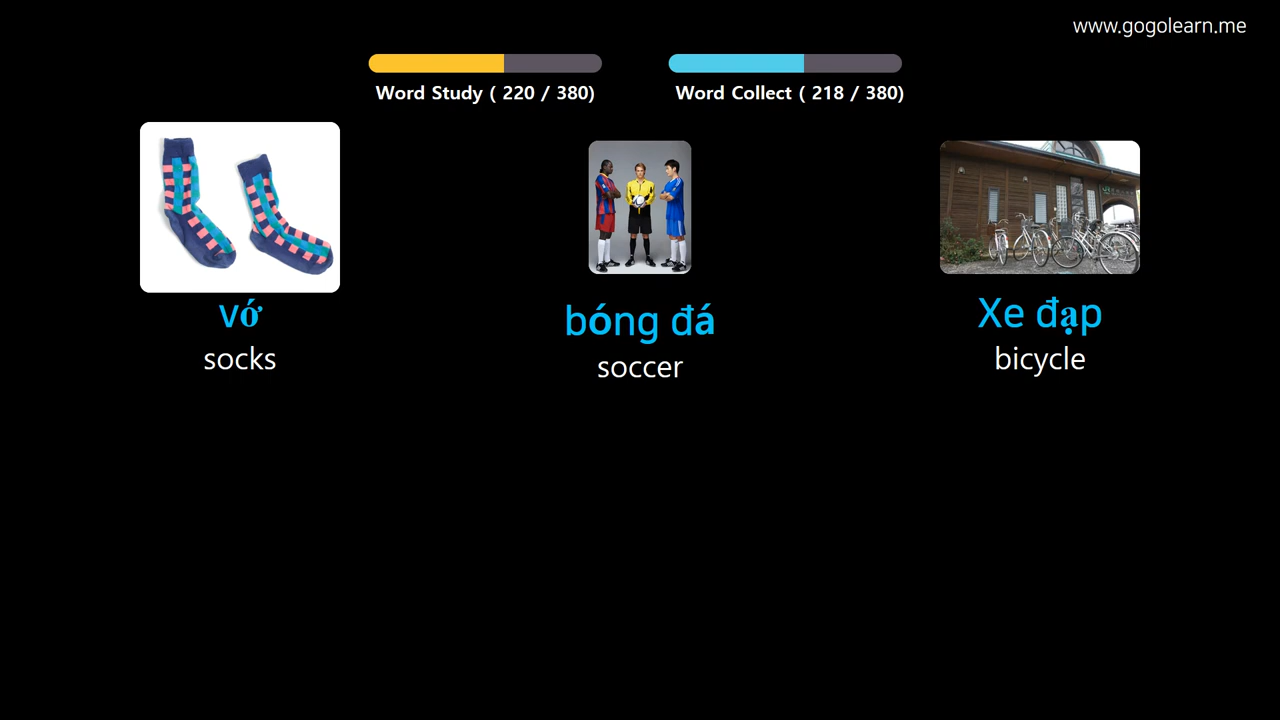 www.gogolearn.me
Word Study ( 220 / 380)
Word Collect ( 218 / 380)
vớ
socks
bóng đá
soccer
Xe đạp
bicycle